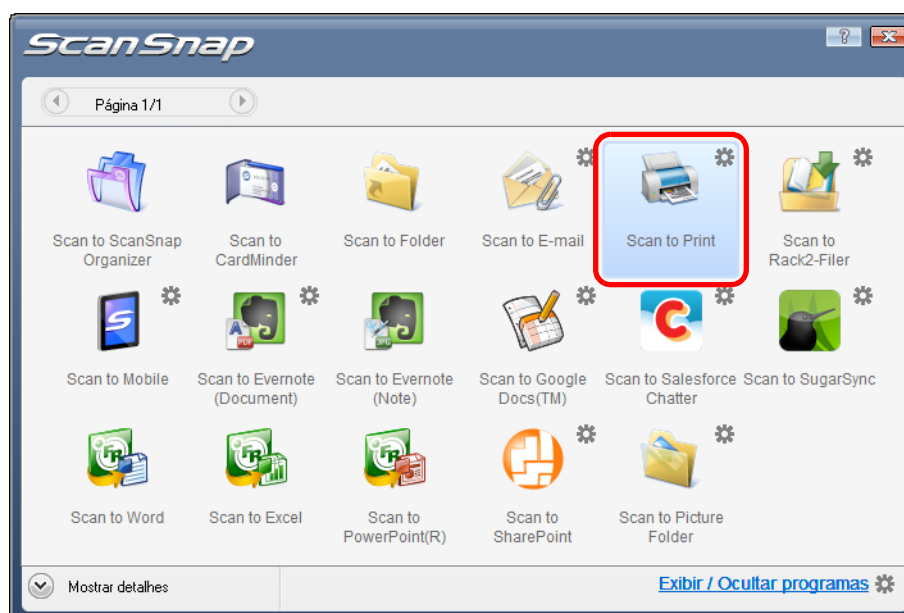 ScanSnap
?
Página 1/1
Scan to ScanSnap
Organizer
Scan to
CardMinder
Scan to Folder
Scan to E-mail
Scan to Print
Scan to
Rack2-Filer
Scan to Mobile
Scan to Evernote
(Document)
Scan to Evernote
(Note)
Scan to Google
Docs(TM)
Scan to Salesforce
Chatter
Scan to SugarSync
Scan to Word
Scan to Excel
Scan to
PowerPoint(R)
Scan to
SharePoint
Scan to Picture
Folder
Mostrar detalhes
Exibir / Ocultar programas